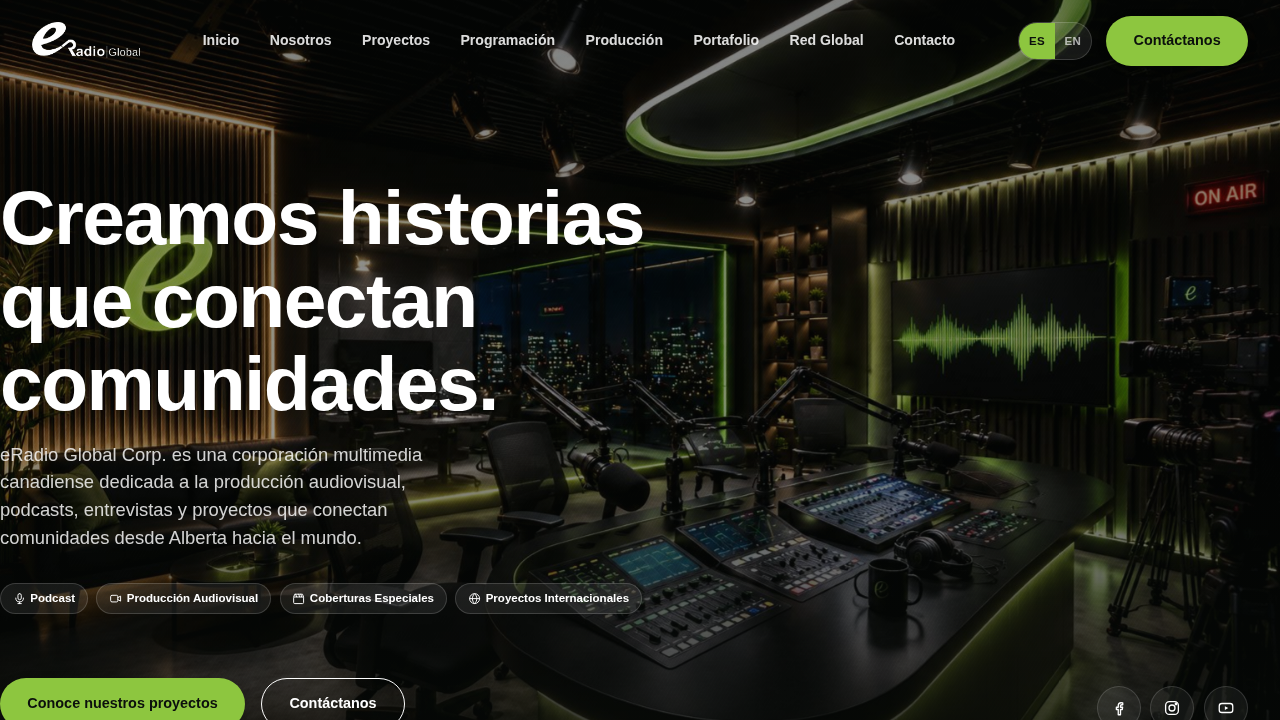 eRadio Global
Inicio
Nosotros
Proyectos
Programación
Producción
Portafolio
Red Global
Contacto
ES
EN
Contáctanos
ON AIR
Creamos historias
que conectan
comunidades.
eRadio Global Corp. es una corporación multimedia
canadiense dedicada a la producción audiovisual,
podcasts, entrevistas y proyectos que conectan
comunidades desde Alberta hacia el mundo.
Podcast
Producción Audiovisual
Coberturas Especiales
Proyectos Internacionales
Conoce nuestros proyectos
Contáctanos